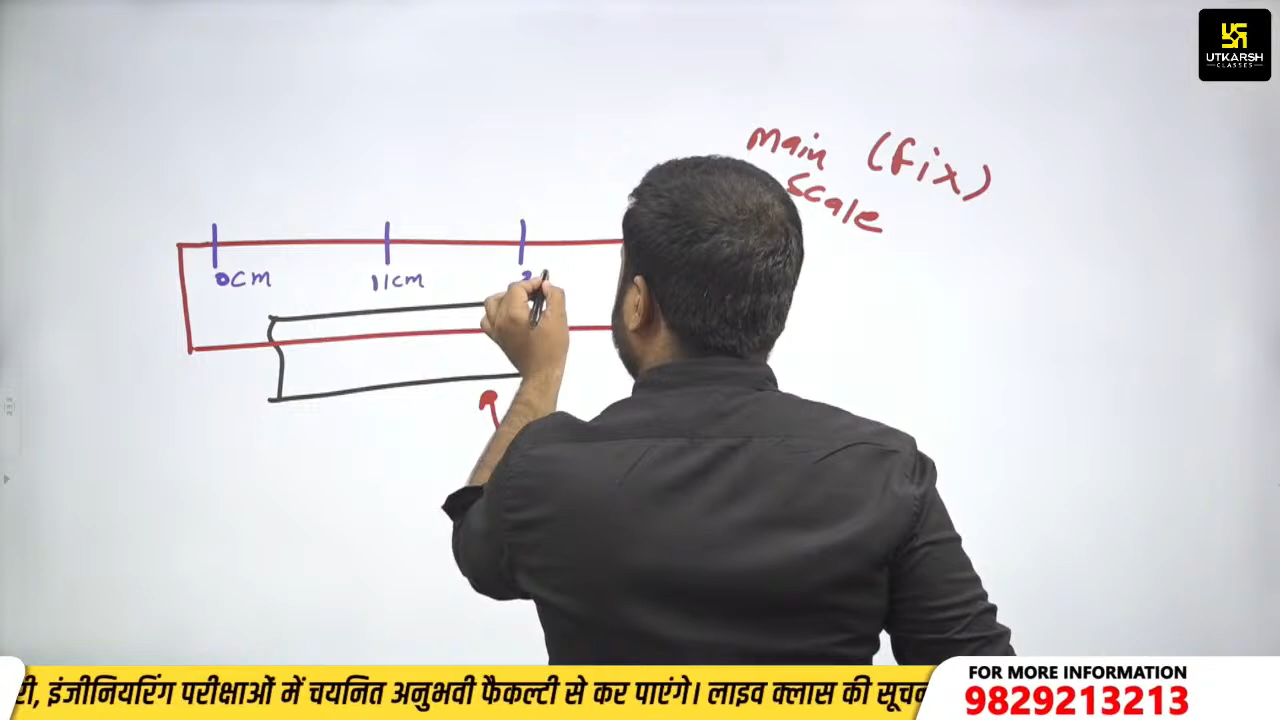 UTKARSH
CLASSES
main (fix)
scale
0cm
11cm
री, इंजीनियरिंग परीक्षाओं में चयनित अनुभवी फैकल्टी से कर पाएंगे। लाइव क्लास की सूचन
FOR MORE INFORMATION
9829213213